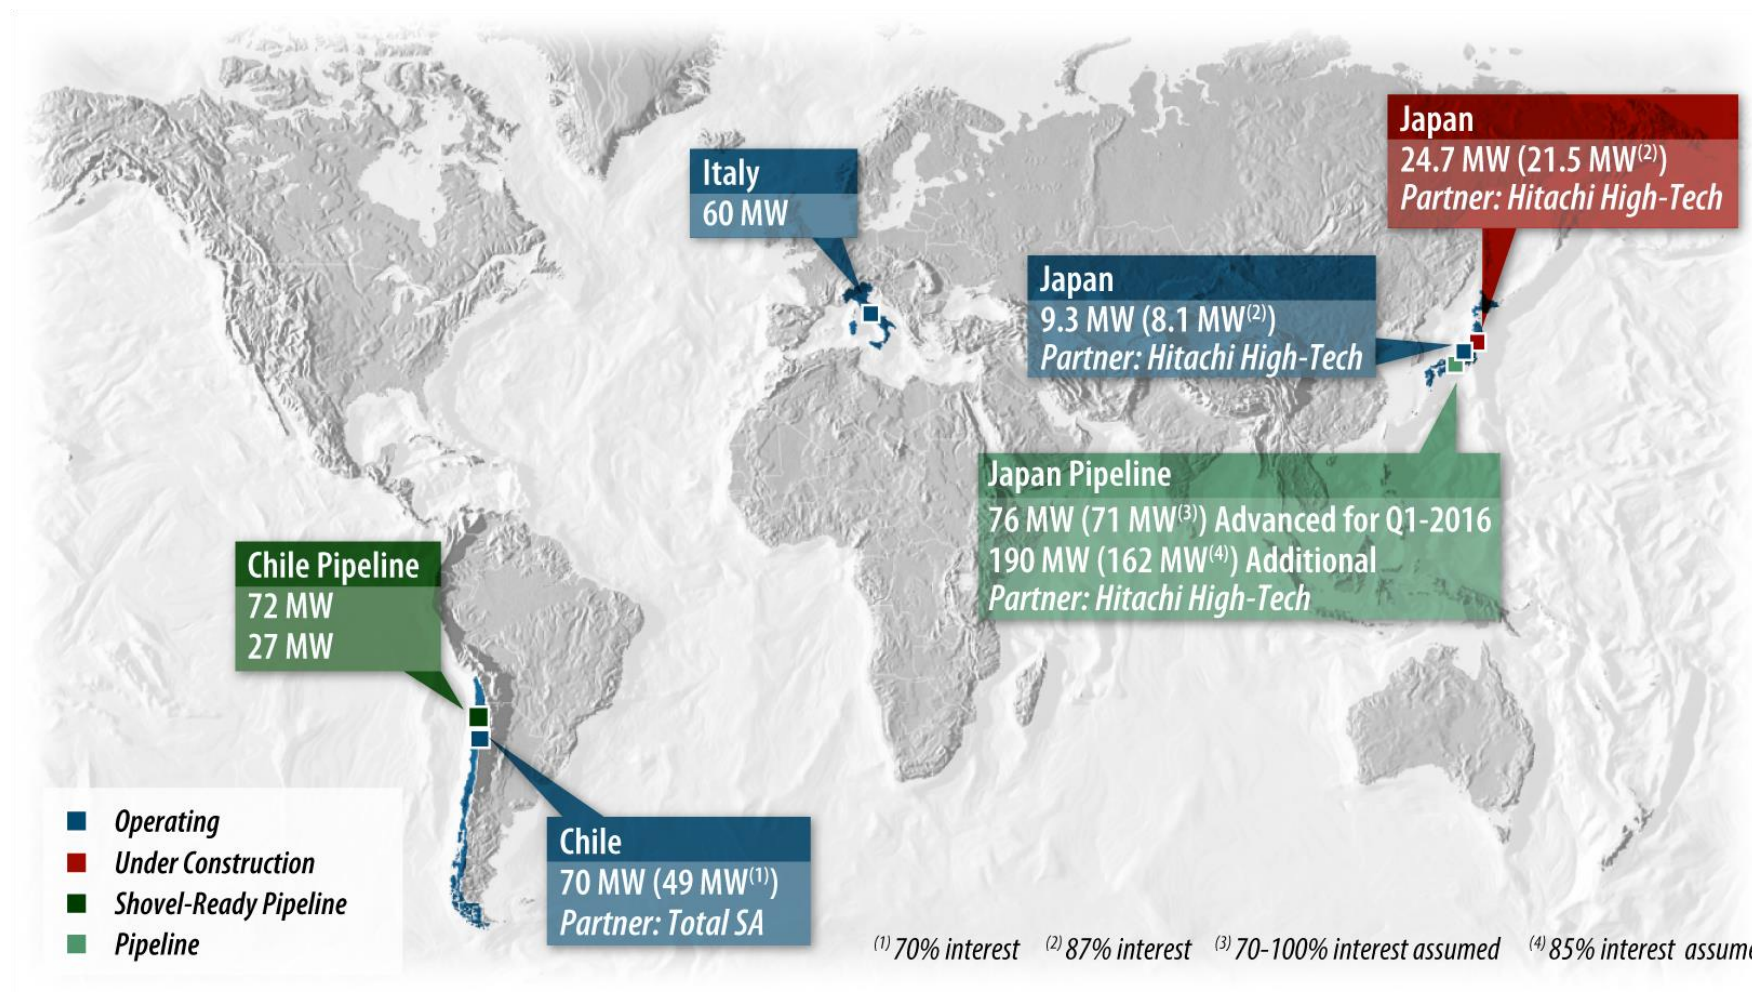 Japan
24.7 MW (21.5 MW(2))
Partner: Hitachi High-Tech
Italy
60 MW
Japan
9.3 MW (8.1 MW(2))
Partner: Hitachi High-Tech
Japan Pipeline
76 MW (71 MW(3)) Advanced for Q1-2016
190 MW (162 MW(4)) Additional
Partner: Hitachi High-Tech
Chile Pipeline
72 MW
27 MW
Chile
70 MW (49 MW(1))
Partner: Total SA
Operating
Under Construction
Shovel-Ready Pipeline
Pipeline
(1) 70% interest (2) 87% interest (3) 70-100% interest assumed (4) 85% interest assume